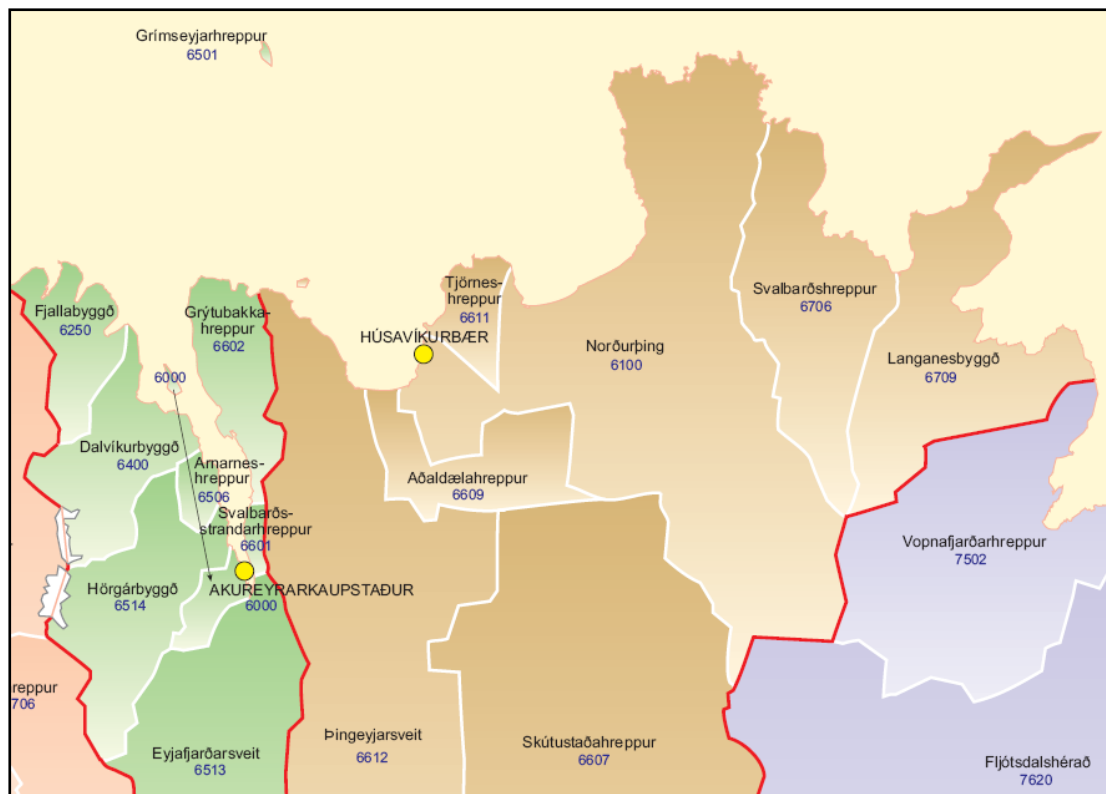 Grímseyjarhreppur
6501
Fjallabyggð
6250
Grýtubakka-
hreppur
6602
Tjörnes-
hreppur
6611
HÚSAVÍKURBÆR
Norðurþing
6100
Svalbarðshreppur
6706
Langanesbyggð
6709
6000
Dalvíkurbyggð
6400
Arnarnes-
hreppur
6506
Aðaldælahreppur
6609
Svalbarðs-
strandarhreppur
6601
Vopnafjarðarhreppur
7502
Hörgárbyggð
6514
AKUREYRARKAUPSTAÐUR
6000
reppur
706
Eyjafjarðarsveit
6513
Þingeyjarsveit
6612
Skútustaðahreppur
6607
Fljótsdalshérað
7620